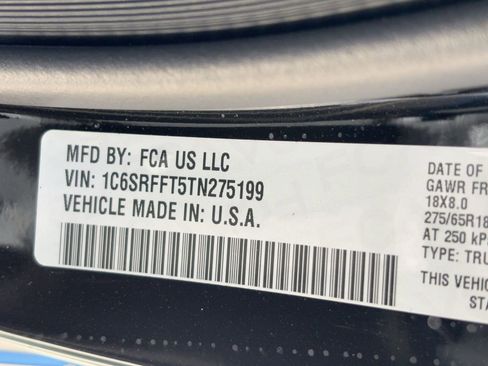 MFD BY: FCA US LLC
VIN: 1C6SRFFT5TN275199
VEHICLE MADE IN: U.S.A.
DATE OF
GAWR FR
18X8.0
275/65R18
AT 250 kP
TYPE: TRU
THIS VEHIC
STA